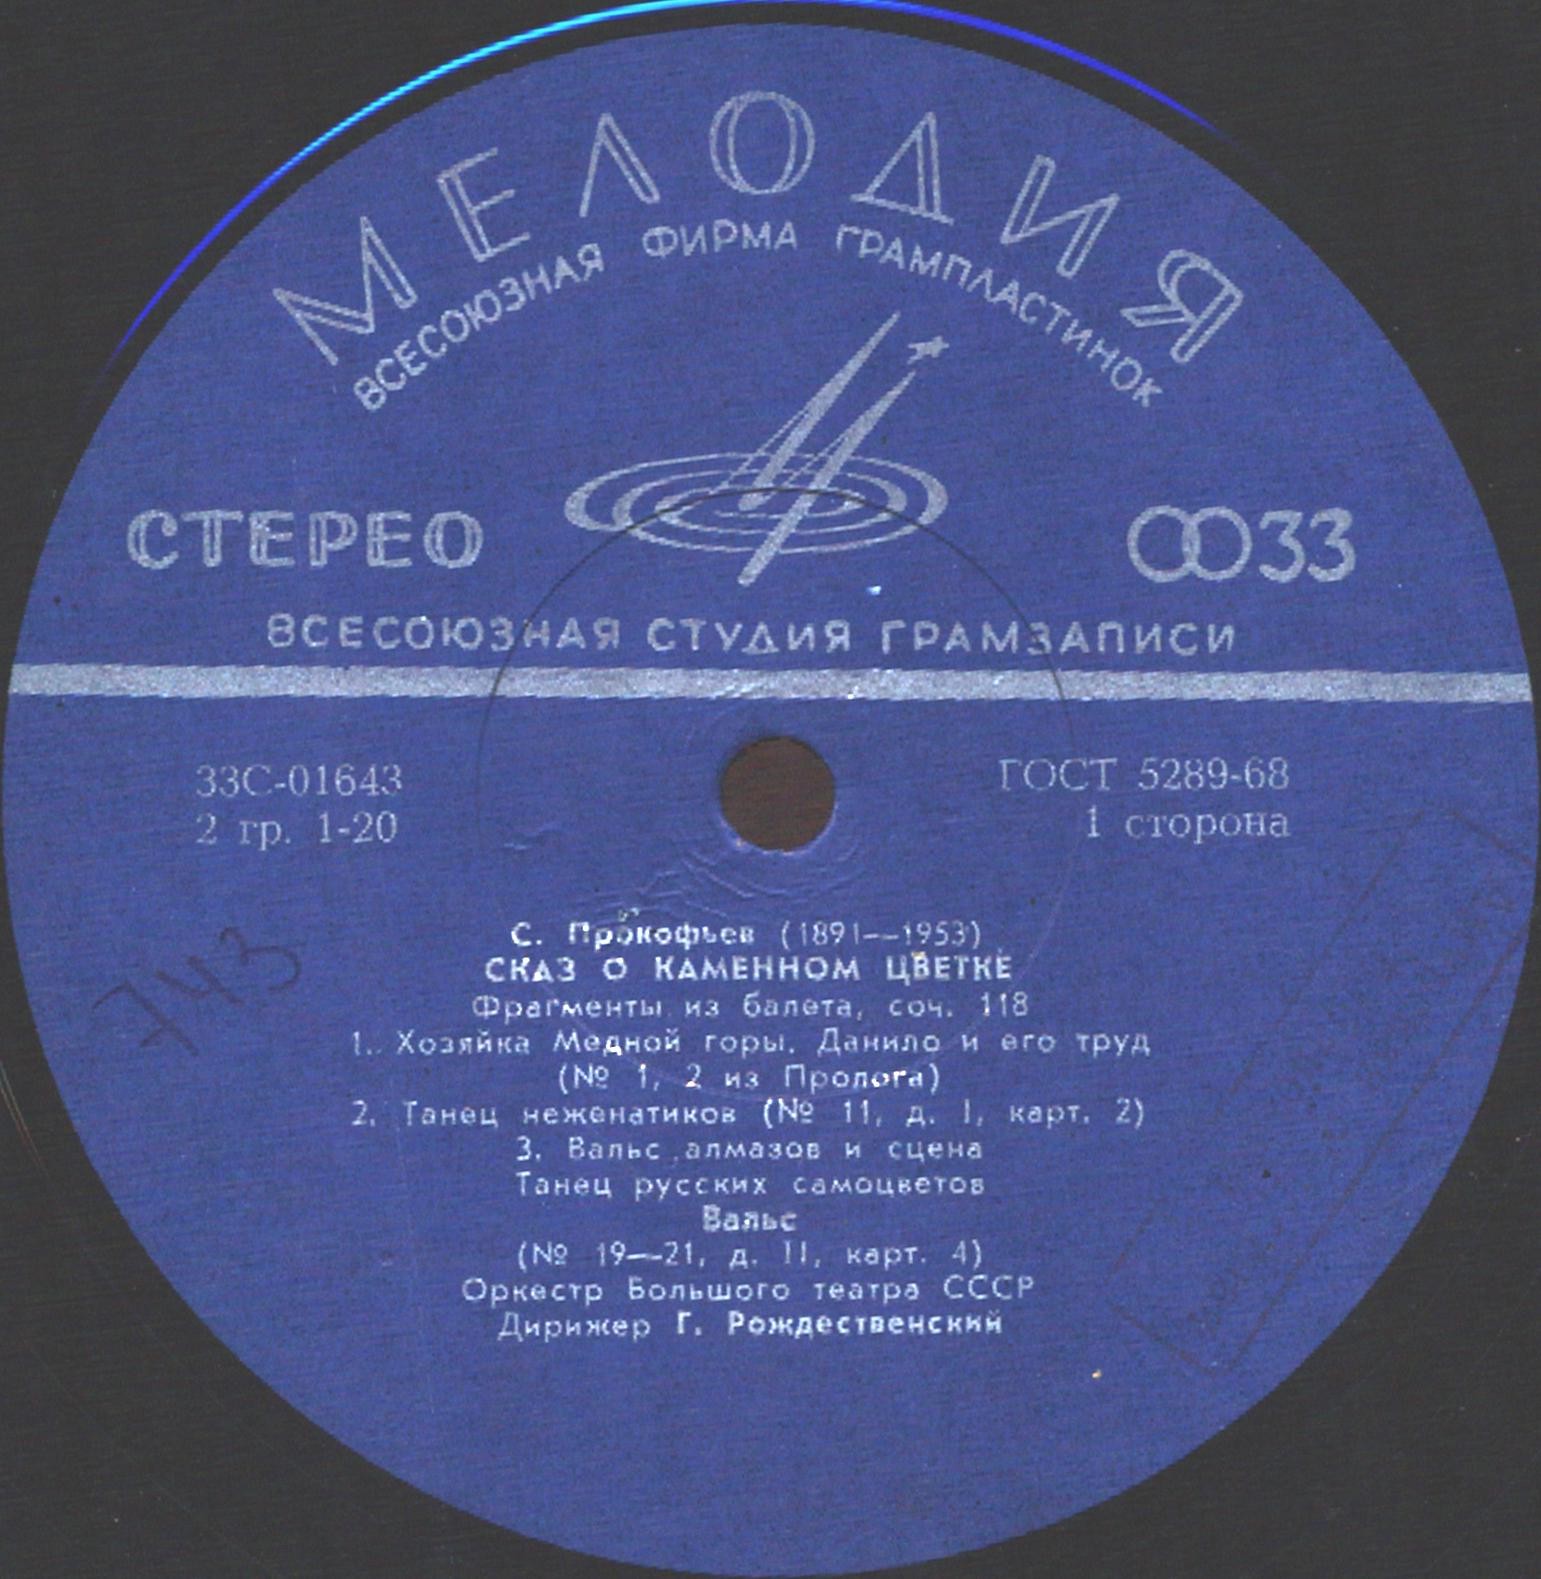 МЕЛОДИЯ
ВСЕСОЮЗНАЯ ФИРМА ГРАМПЛАСТИНОК
СТЕРЕО
33
ВСЕСОЮЗНАЯ СТУДИЯ ГРАМЗАПИСИ
33С-01643
ГОСТ 5289-68
2 гр. 1-20
1 сторона
743
С. Прокофьев (1891—1953)
СКАЗ О КАМЕННОМ ЦВЕТКЕ
Фрагменты из балета, соч. 118
1. Хозяйка Медной горы. Данило и его труд
(№ 1, 2 из Пролога)
2. Танец неженатиков (№ 11, д. I, карт. 2)
3. Вальс алмазов и сцена
Танец русских самоцветов
Вальс
(№ 19—21, д. II, карт. 4)
Оркестр Большого театра СССР
Дирижер Г. Рождественский